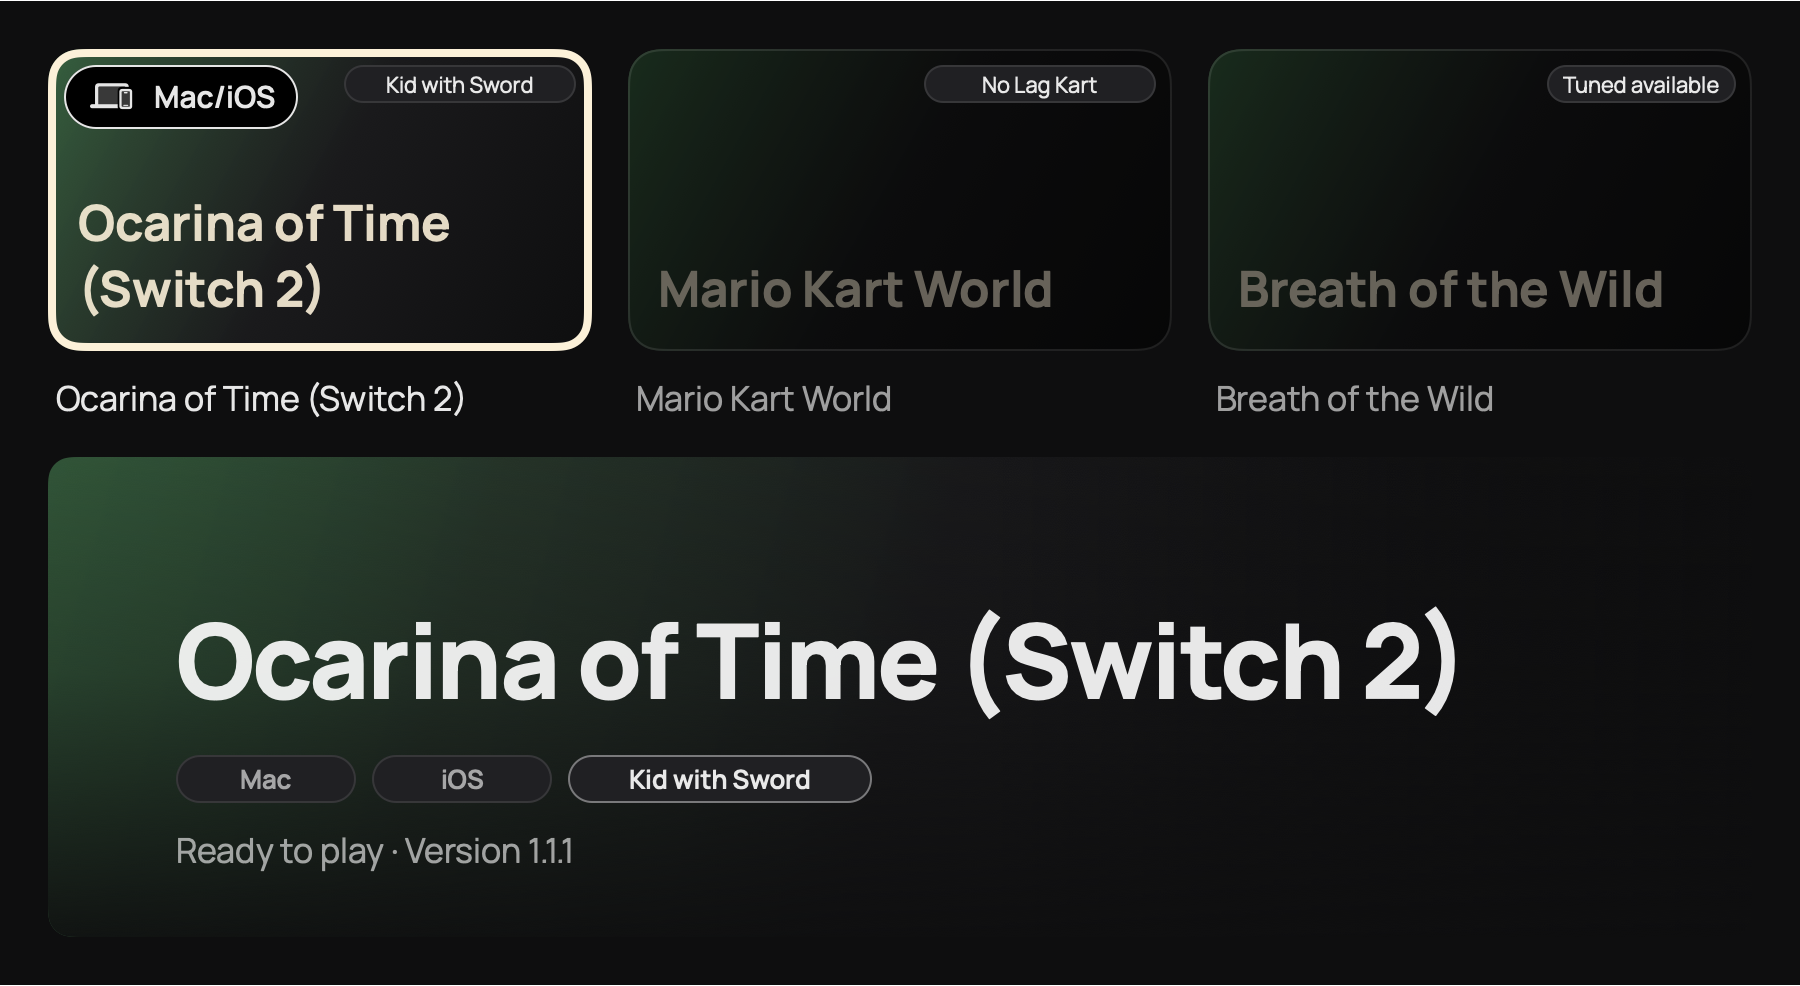 Mac/iOS
Kid with Sword
Ocarina of Time
(Switch 2)
Ocarina of Time (Switch 2)
No Lag Kart
Mario Kart World
Mario Kart World
Tuned available
Breath of the Wild
Breath of the Wild
Ocarina of Time (Switch 2)
Mac
iOS
Kid with Sword
Ready to play · Version 1.1.1